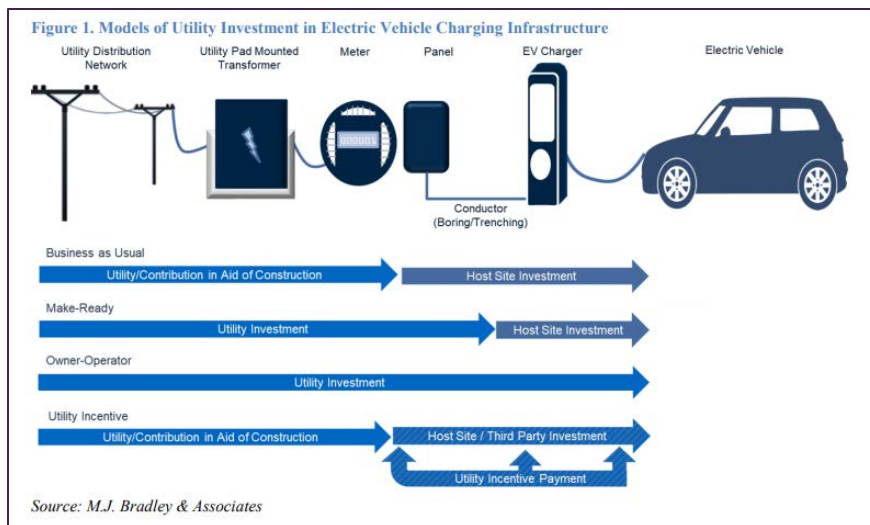 Figure 1. Models of Utility Investment in Electric Vehicle Charging Infrastructure
Utility Distribution
Network
Utility Pad Mounted
Transformer
Meter
Panel
EV Charger
Electric Vehicle
Conductor
(Boring/Trenching)
Business as Usual
Utility/Contribution in Aid of Construction
Host Site Investment
Make-Ready
Utility Investment
Host Site Investment
Owner-Operator
Utility Investment
Utility Incentive
Utility/Contribution in Aid of Construction
Host Site / Third Party Investment
Utility Incentive Payment
Source: M.J. Bradley & Associates